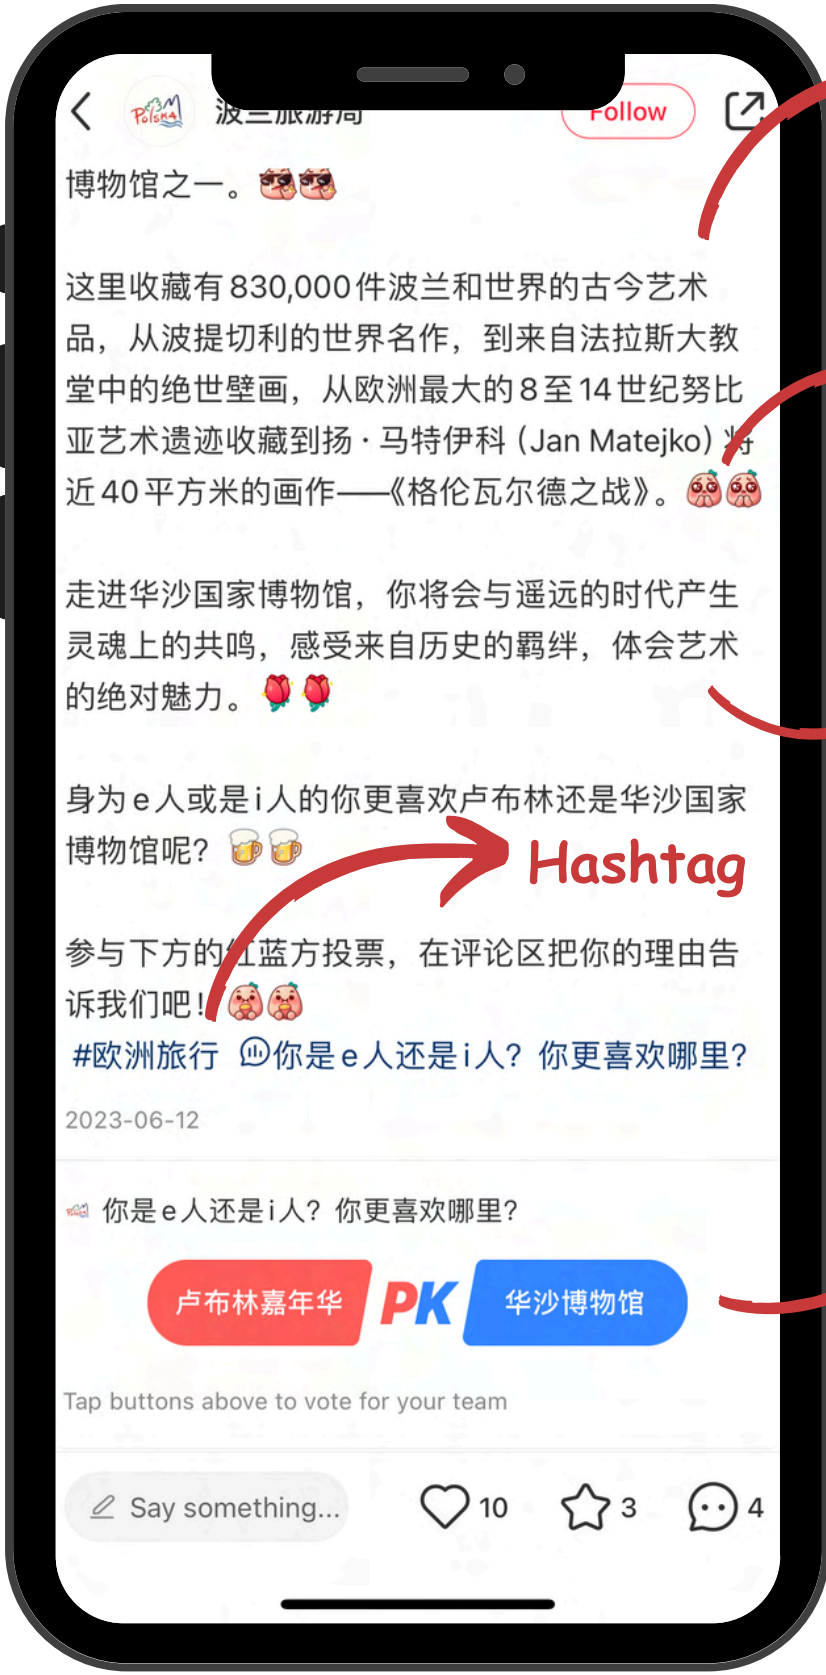 Polska
波兰旅游局
Follow
博物馆之一。
这里收藏有830,000件波兰和世界的古今艺术
品，从波提切利的世界名作，到来自法拉斯大教
堂中的绝世壁画，从欧洲最大的8至14世纪努比
亚艺术遗迹收藏到扬·马特伊科（Jan Matejko）将
近40平方米的画作——《格伦瓦尔德之战》。
走进华沙国家博物馆，你将会与遥远的时代产生
灵魂上的共鸣，感受来自历史的羁绊，体会艺术
的绝对魅力。
身为e人或是i人的你更喜欢卢布林还是华沙国家
博物馆呢？
Hashtag
参与下方的红蓝方投票，在评论区把你的理由告
诉我们吧！
#欧洲旅行 你是e人还是i人？你更喜欢哪里？
2023-06-12
你是e人还是i人？你更喜欢哪里？
卢布林嘉年华 PK 华沙博物馆
Tap buttons above to vote for your team
Say something... 10 3 4